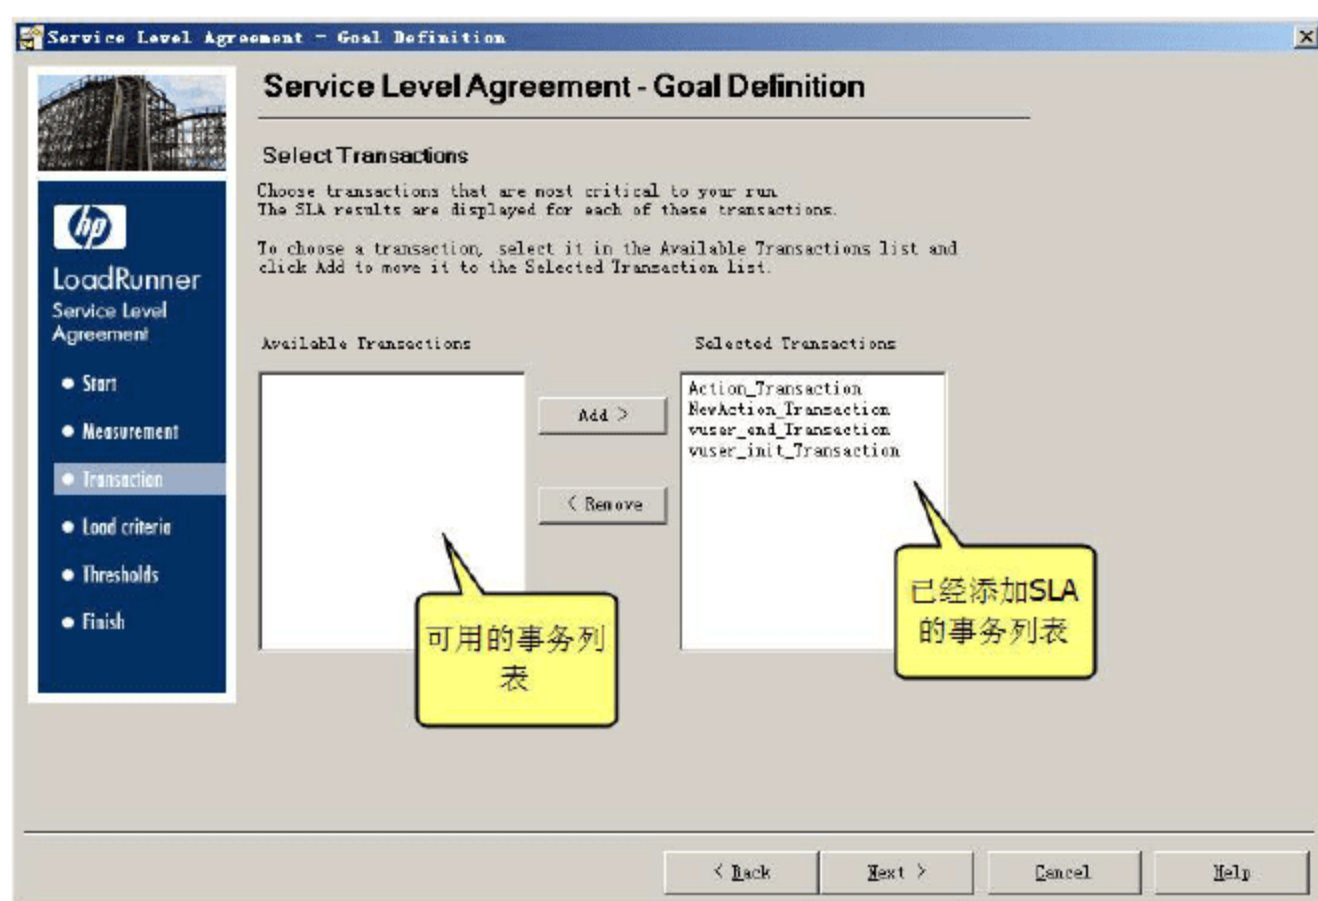 Service Level Agreement - Goal Definition
Service Level Agreement - Goal Definition
Select Transactions
Choose transactions that are most critical to your run
The SLA results are displayed for each of these transactions.
To choose a transaction, select it in the Available Transactions list and
click Add to move it to the Selected Transaction List.
hp
LoadRunner
Service Level
Agreement
Start
Measurement
Transaction
Load criteria
Thresholds
Finish
Available Transactions
Add >
< Remove
可用的事务列
表
Selected Transactions
Action_Transaction
NewAction_Transaction
vuser_end_Transaction
vuser_init_Transaction
已经添加SLA
的事务列表
< Back
Next >
Cancel
Help